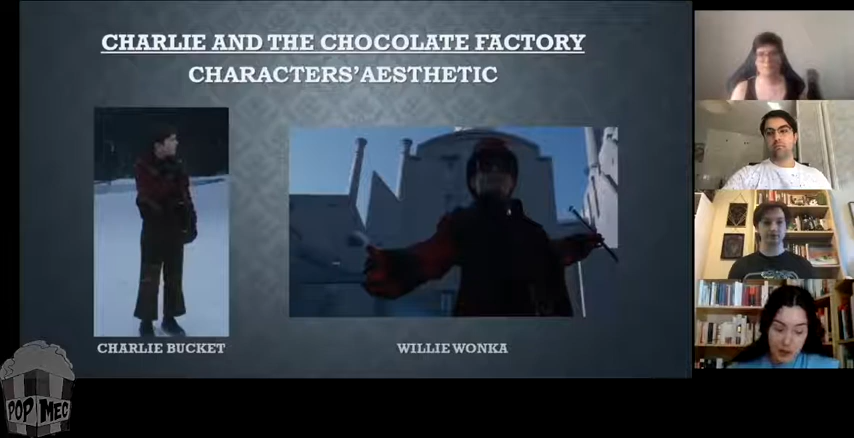 CHARLIE AND THE CHOCOLATE FACTORY
CHARACTERS'AESTHETIC
CHARLIE BUCKET
WILLIE WONKA
POP MEC